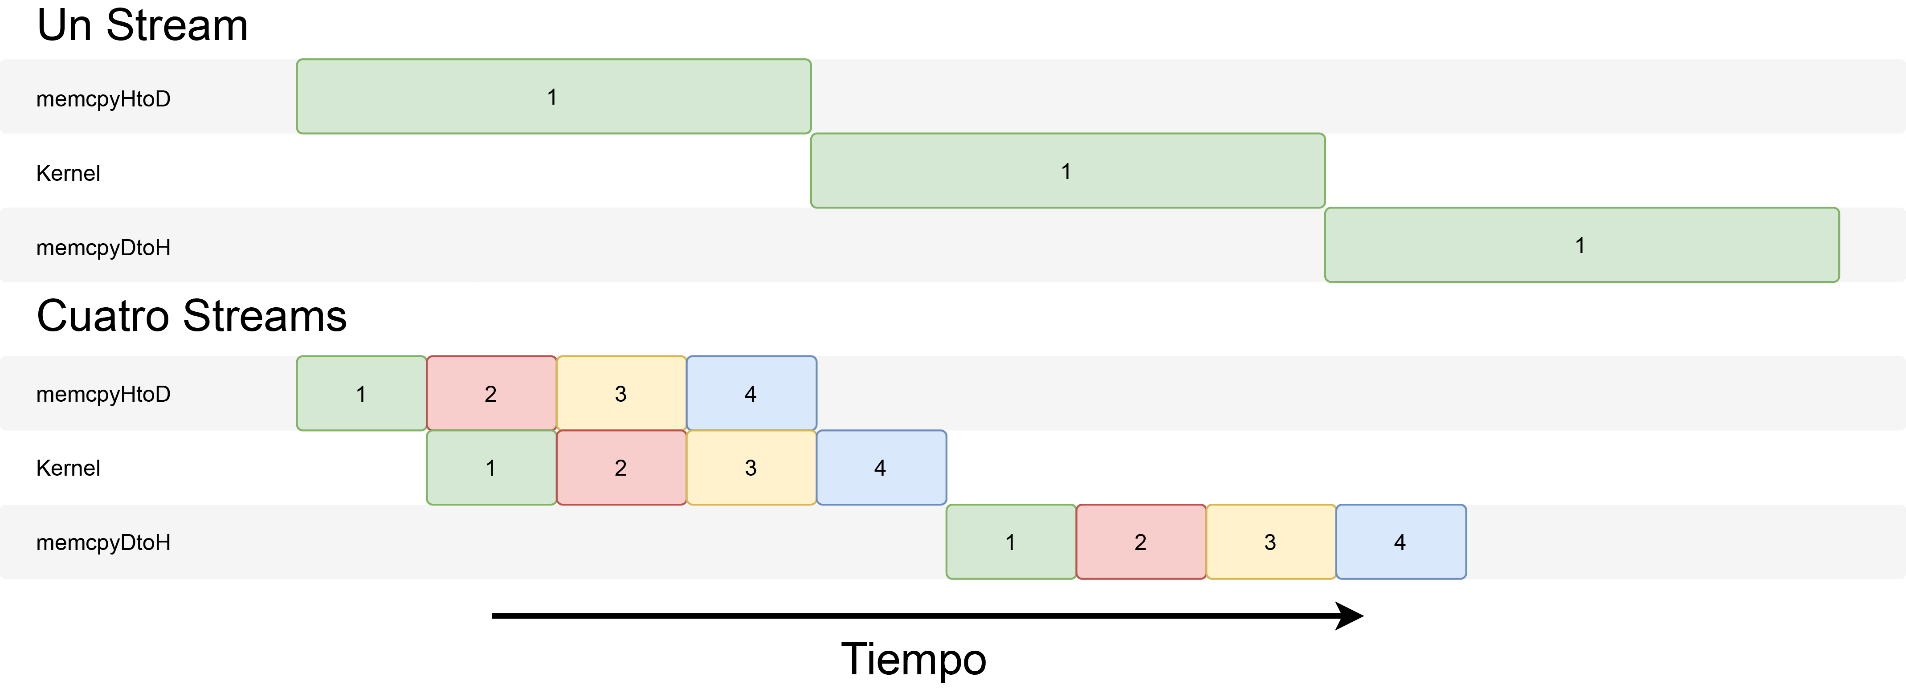 Un Stream
memcpyHtoD 1
Kernel 1
memcpyDtoH 1
Cuatro Streams
memcpyHtoD 1 2 3 4
Kernel 1 2 3 4
memcpyDtoH 1 2 3 4
Tiempo